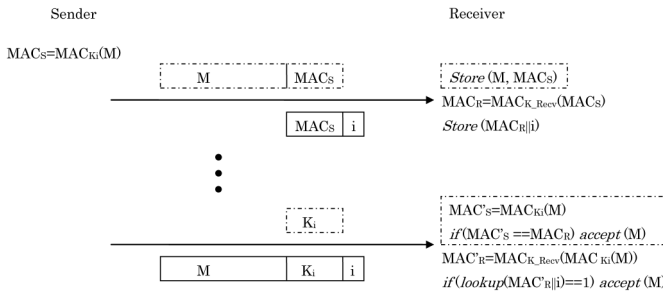 Sender
Receiver
MACS=MACKi(M)
M MACS
Store (M, MACS)
MACR=MACK_Recv(MACS)
MACS i
Store (MACR||i)
Ki
MAC'S=MACKi(M)
if(MAC'S ==MACR) accept (M)
MAC'R=MACK_Recv(MAC Ki(M))
M Ki i
if(lookup(MAC'R||i)==1) accept (M)